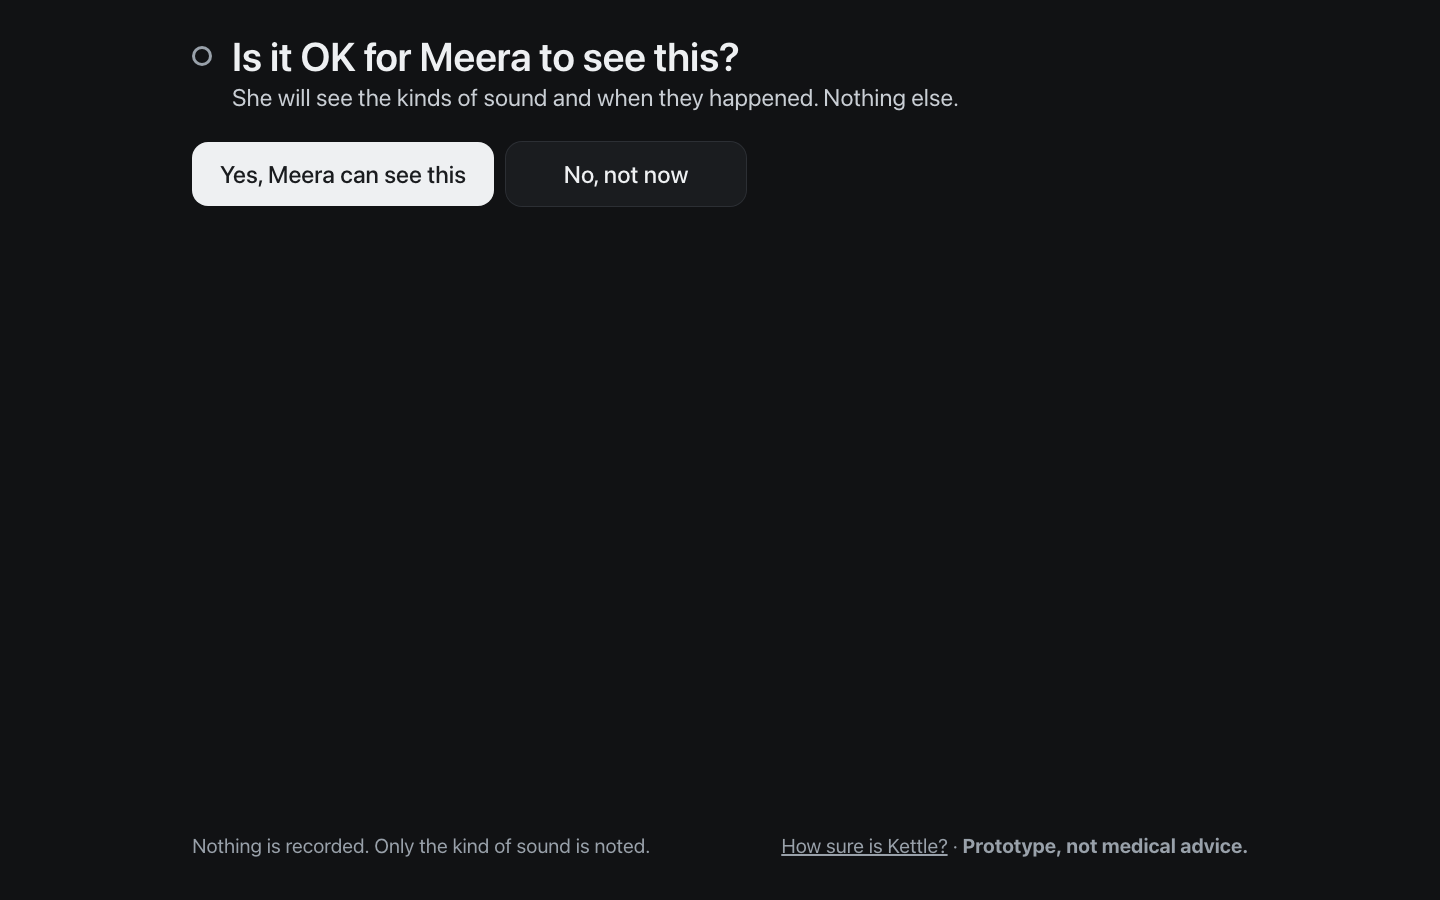 Is it OK for Meera to see this?
She will see the kinds of sound and when they happened. Nothing else.
Yes, Meera can see this
No, not now
Nothing is recorded. Only the kind of sound is noted.
How sure is Kettle? · Prototype, not medical advice.